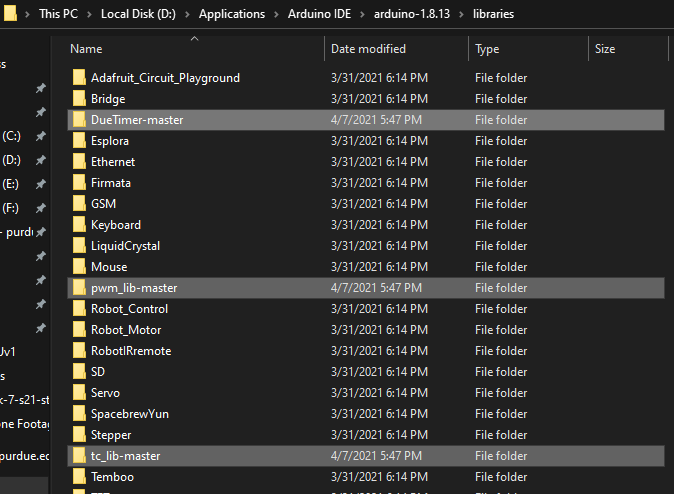 This PC > Local Disk (D:) > Applications > Arduino IDE > arduino-1.8.13 > libraries
Name Date modified Type Size
ss
Adafruit_Circuit_Playground 3/31/2021 6:14 PM File folder
Bridge 3/31/2021 6:14 PM File folder
DueTimer-master 4/7/2021 5:47 PM File folder
(C:) Esplora 3/31/2021 6:14 PM File folder
(D:) Ethernet 3/31/2021 6:14 PM File folder
(E:) Firmata 3/31/2021 6:14 PM File folder
(F:) GSM 3/31/2021 6:14 PM File folder
- purdu Keyboard 3/31/2021 6:14 PM File folder
LiquidCrystal 3/31/2021 6:14 PM File folder
Mouse 3/31/2021 6:14 PM File folder
pwm_lib-master 4/7/2021 5:47 PM File folder
Robot_Control 3/31/2021 6:14 PM File folder
Robot_Motor 3/31/2021 6:14 PM File folder
Jv1 RobotIRremote 3/31/2021 6:14 PM File folder
s SD 3/31/2021 6:14 PM File folder
k-7-s21-st Servo 3/31/2021 6:14 PM File folder
one Footag SpacebrewYun 3/31/2021 6:14 PM File folder
Stepper 3/31/2021 6:14 PM File folder
purdue.ec tc_lib-master 4/7/2021 5:47 PM File folder
Temboo 3/31/2021 6:14 PM File folder